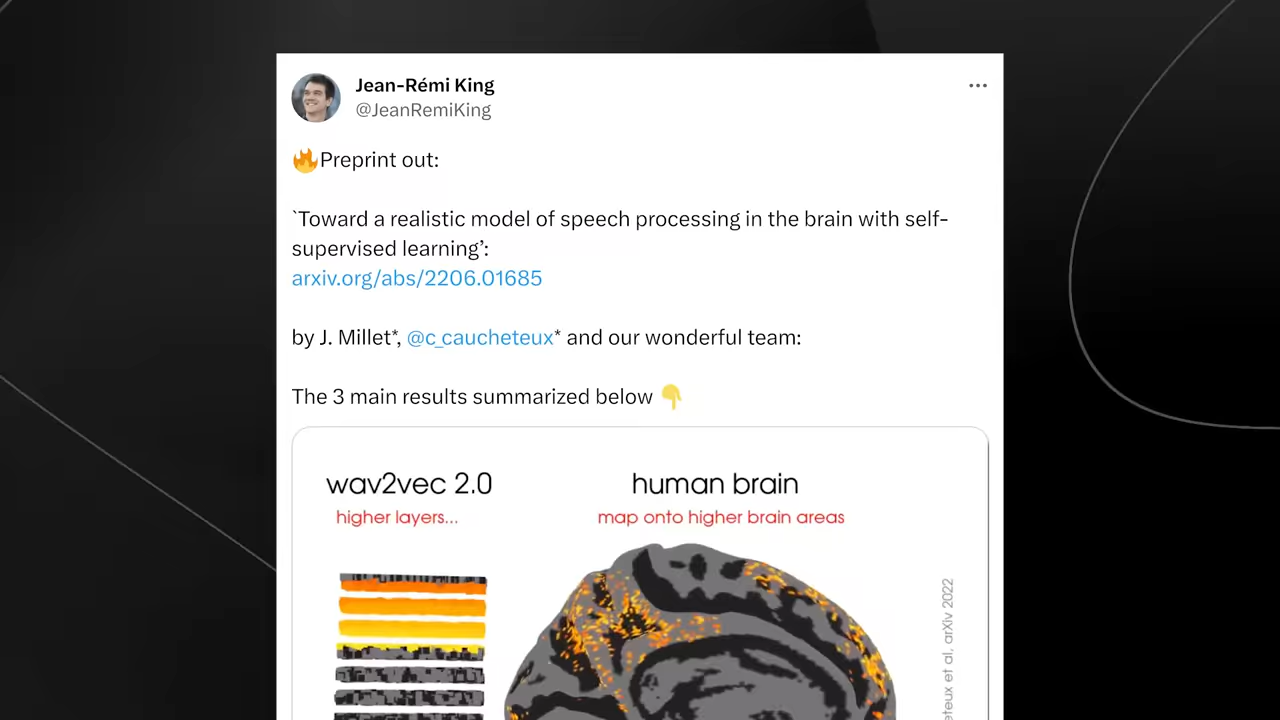 Jean-Rémi King
@JeanRemiKing
🔥Preprint out:
`Toward a realistic model of speech processing in the brain with self-
supervised learning’:
arxiv.org/abs/2206.01685
by J. Millet*, @c_caucheteux* and our wonderful team:
The 3 main results summarized below 👇
wav2vec 2.0
higher layers...
human brain
map onto higher brain areas
et al, arXiv 2022